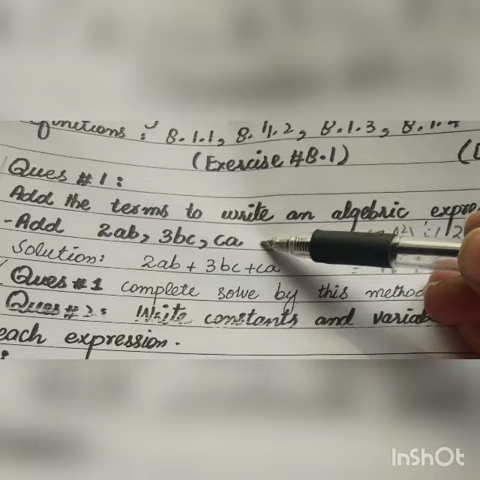 finitions : 8.1.1, 8.1.2, 8.1.3, 8.1.4
(Exercise #8.1)
Ques #1 :
Add the terms to write an algebric expre
- Add 2ab, 3bc, ca
Solution: 2ab + 3bc + ca
Ques #1 complete solve by this method
Ques #2: Write constants and variab
each expression.
InShOt